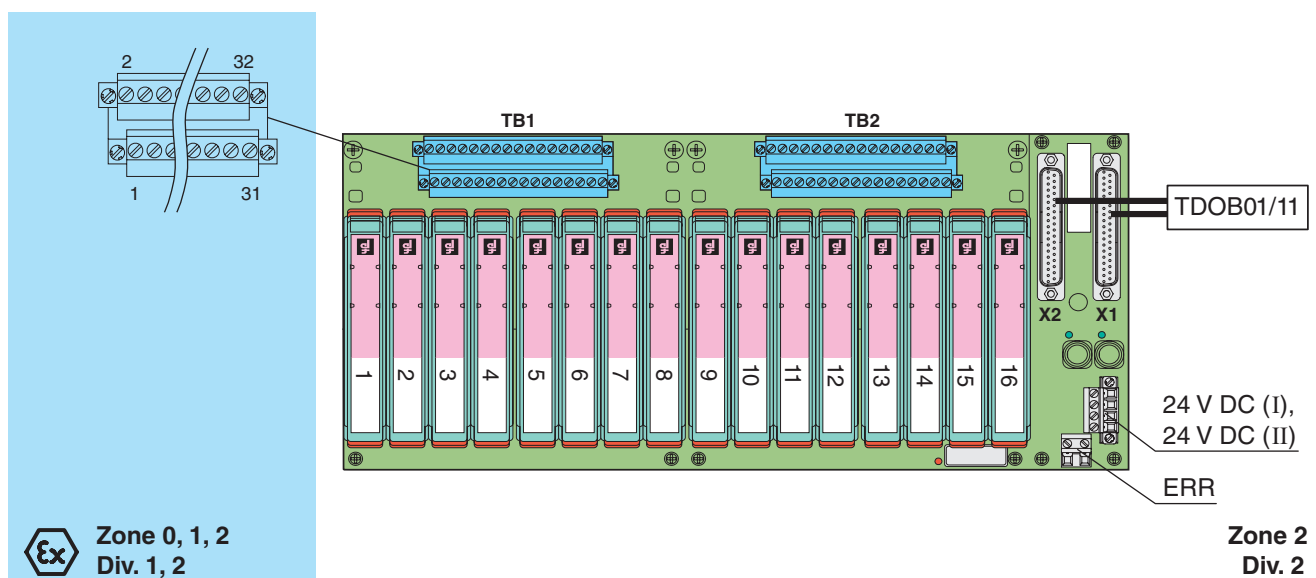 2 32
1 31
TB1 TB2
TDOB01/11
X2 X1
1 2 3 4 5 6 7 8 9 10 11 12 13 14 15 16
24 V DC (I),
24 V DC (II)
ERR
Ex
Zone 0, 1, 2
Div. 1, 2
Zone 2
Div. 2